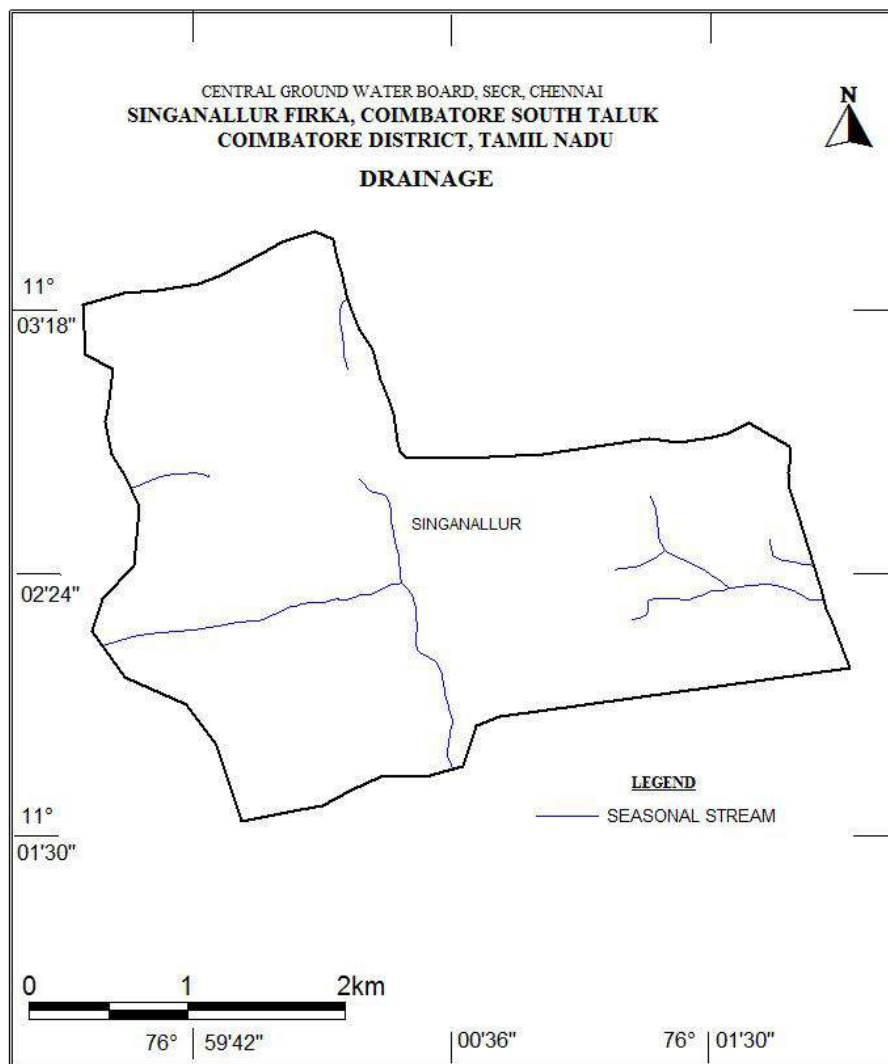 CENTRAL GROUND WATER BOARD, SECR, CHENNAI
SINGANALLUR FIRKA, COIMBATORE SOUTH TALUK
COIMBATORE DISTRICT, TAMIL NADU
DRAINAGE
N
11°
03'18"
SINGANALLUR
02'24"
LEGEND
SEASONAL STREAM
11°
01'30"
0 1 2km
76° 59'42" 00'36" 76° 01'30"